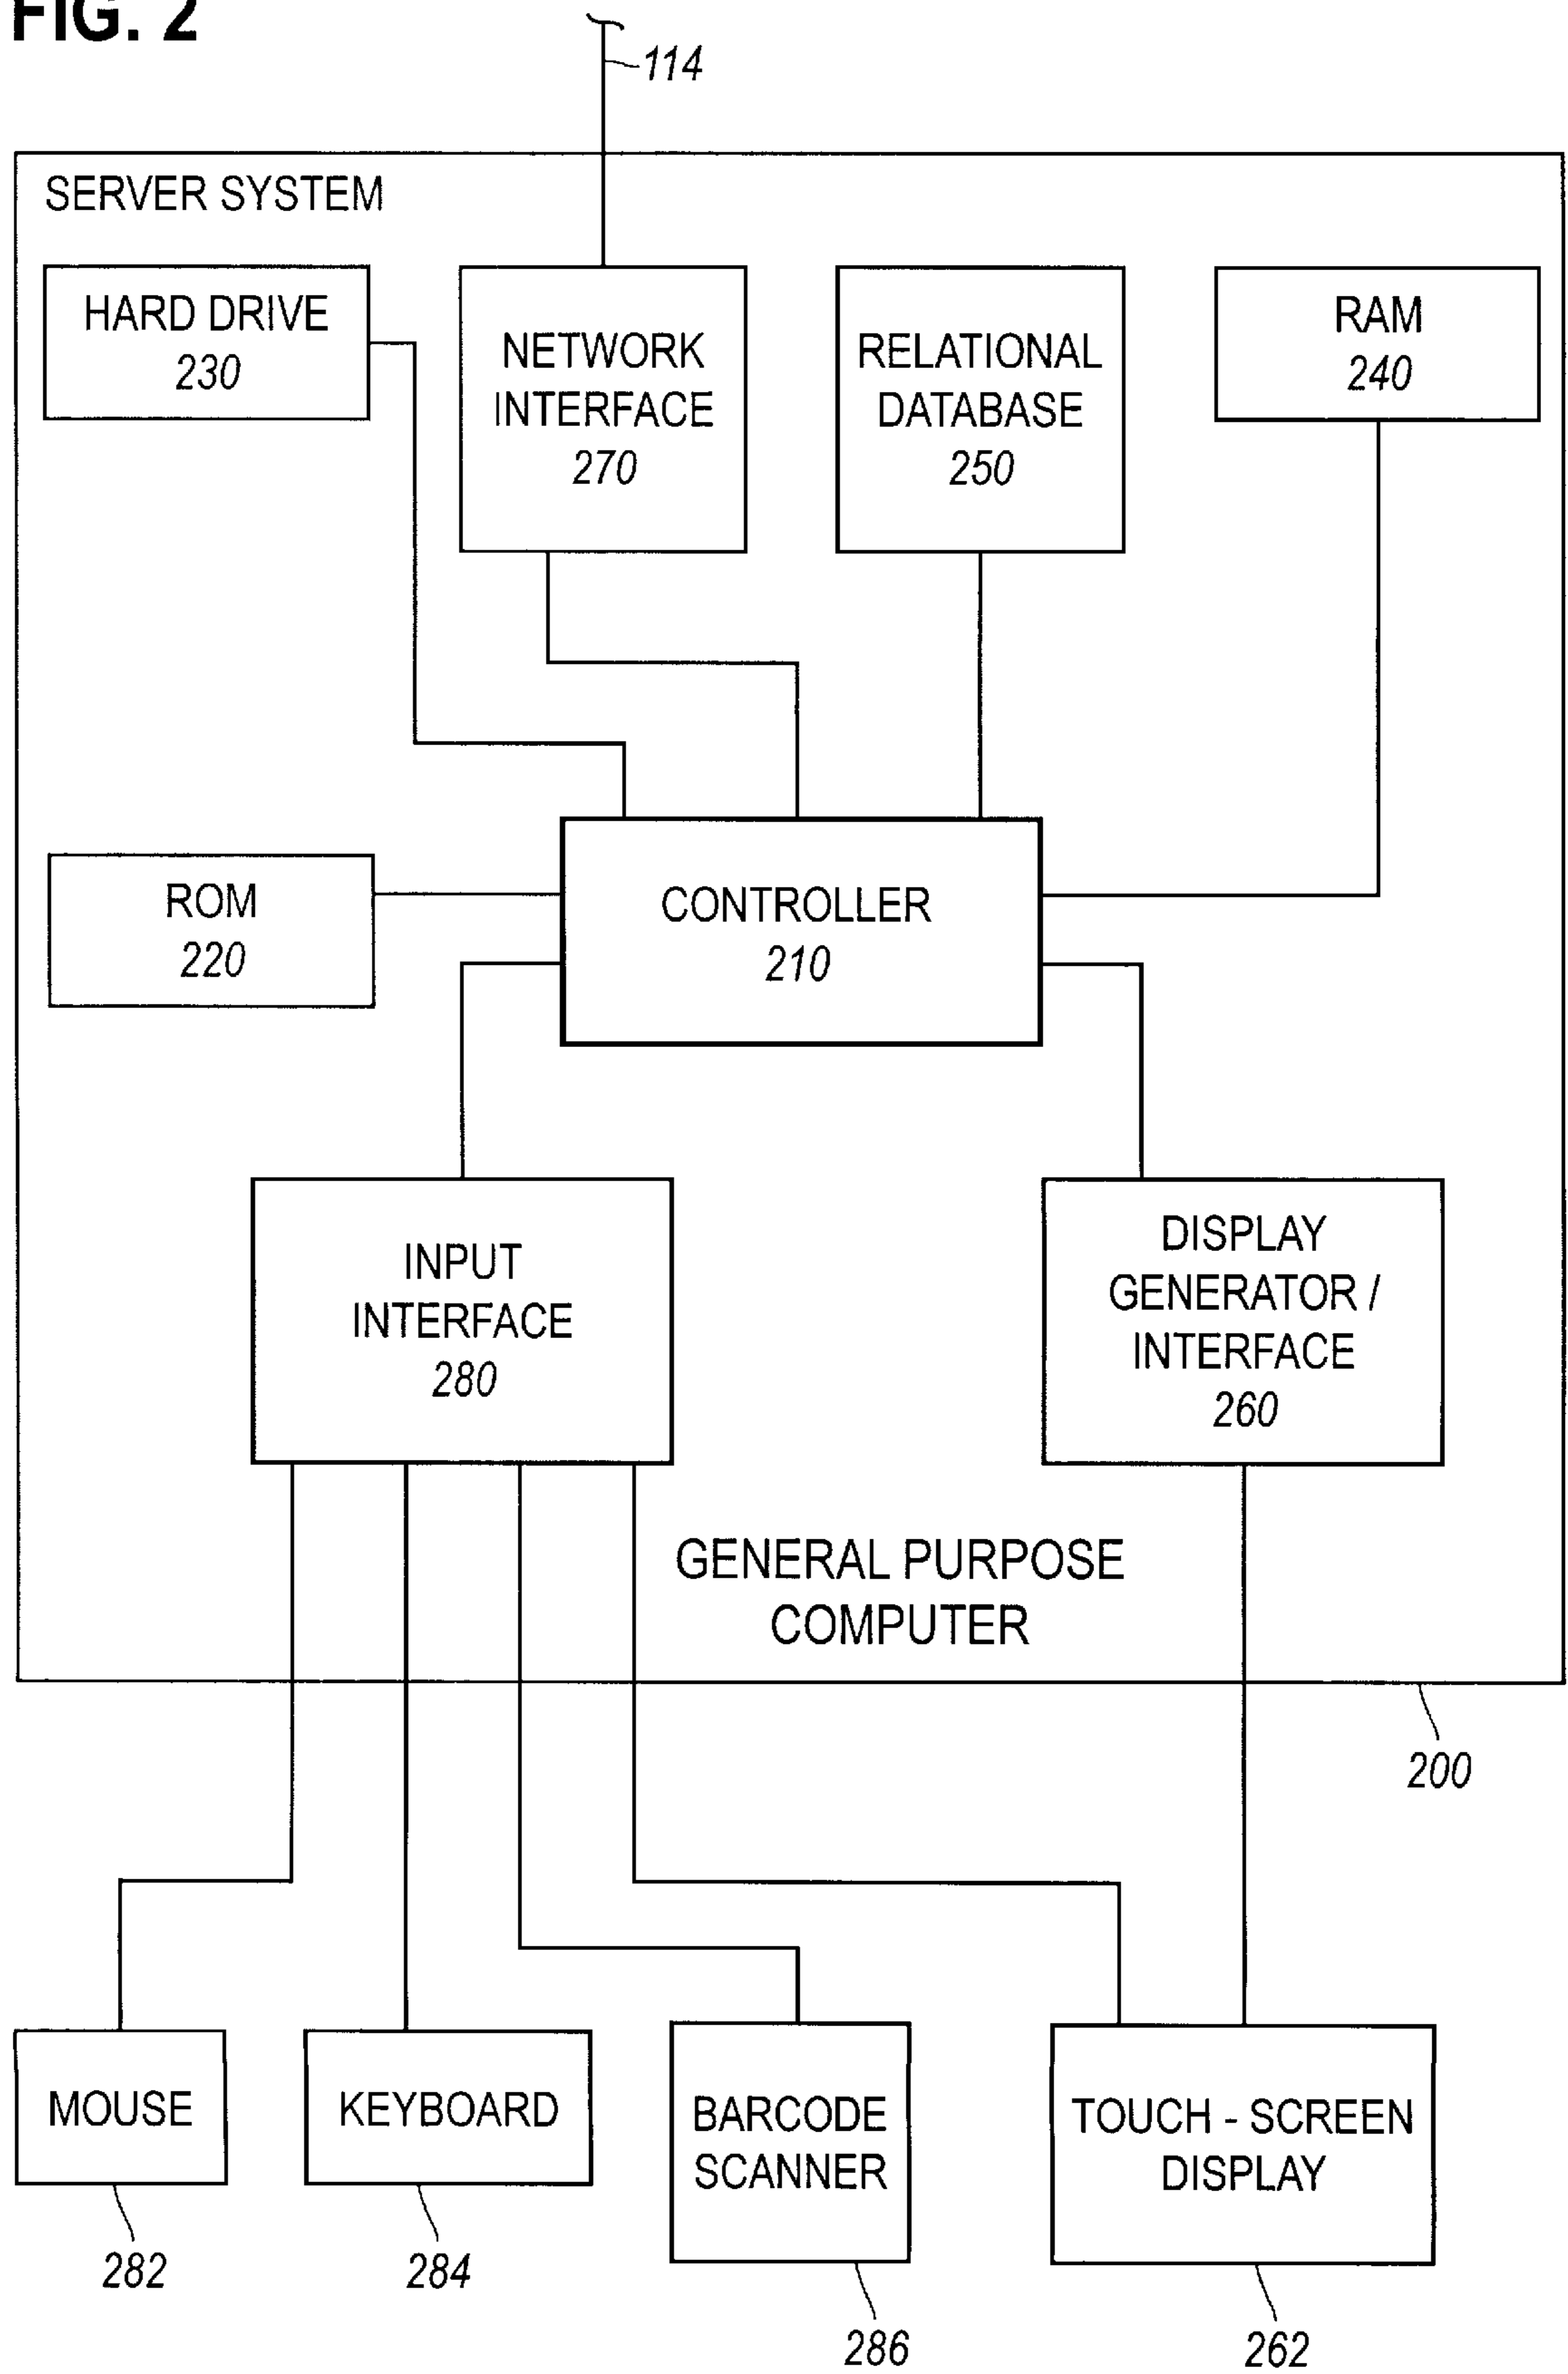 FIG. 2
114
SERVER SYSTEM
HARD DRIVE
230
NETWORK
INTERFACE
270
RELATIONAL
DATABASE
250
RAM
240
ROM
220
CONTROLLER
210
INPUT
INTERFACE
280
DISPLAY
GENERATOR /
INTERFACE
260
GENERAL PURPOSE
COMPUTER
200
MOUSE
282
KEYBOARD
284
BARCODE
SCANNER
286
TOUCH - SCREEN
DISPLAY
262